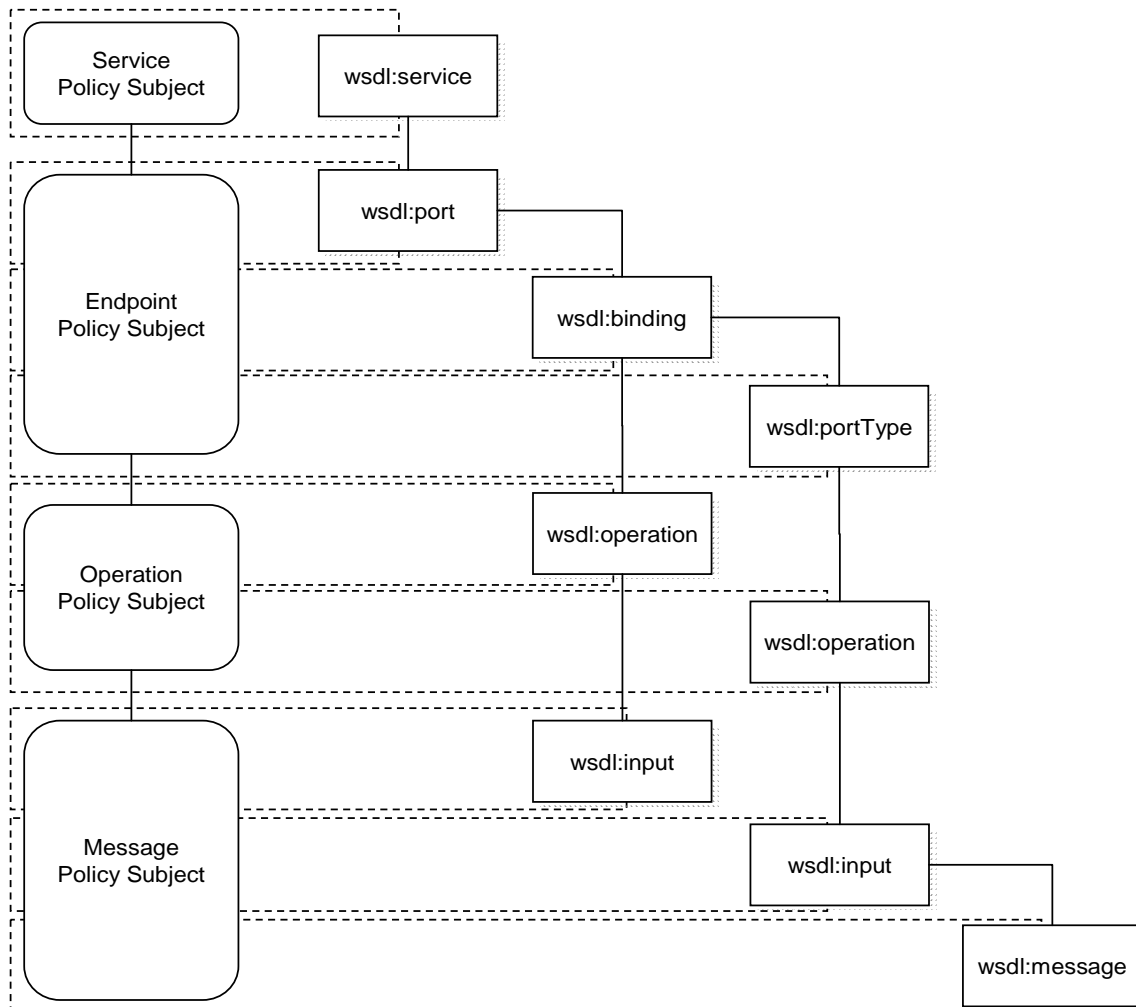 Service
Policy Subject
wsdl:service
wsdl:port
Endpoint
Policy Subject
wsdl:binding
wsdl:portType
Operation
Policy Subject
wsdl:operation
wsdl:operation
Message
Policy Subject
wsdl:input
wsdl:input
wsdl:message